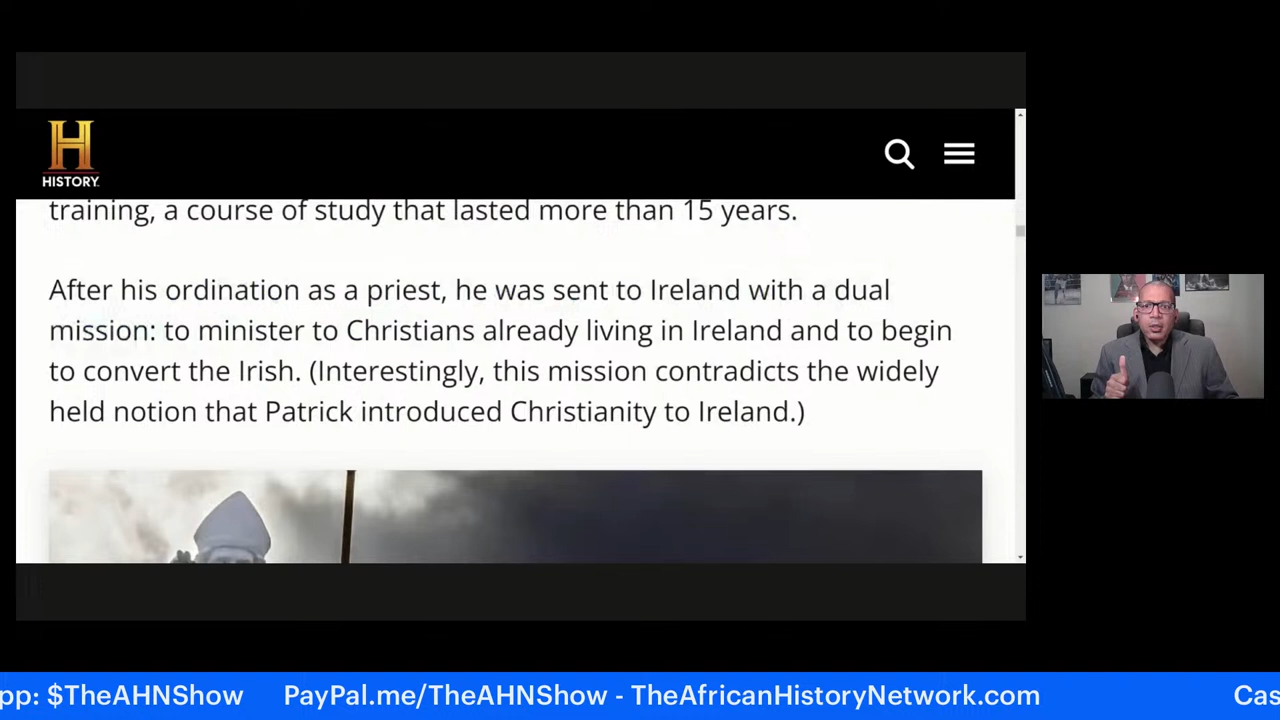 HISTORY
training, a course of study that lasted more than 15 years.
After his ordination as a priest, he was sent to Ireland with a dual
mission: to minister to Christians already living in Ireland and to begin
to convert the Irish. (Interestingly, this mission contradicts the widely
held notion that Patrick introduced Christianity to Ireland.)
pp: $TheAHNShow PayPal.me/TheAHNShow - TheAfricanHistoryNetwork.com Cas